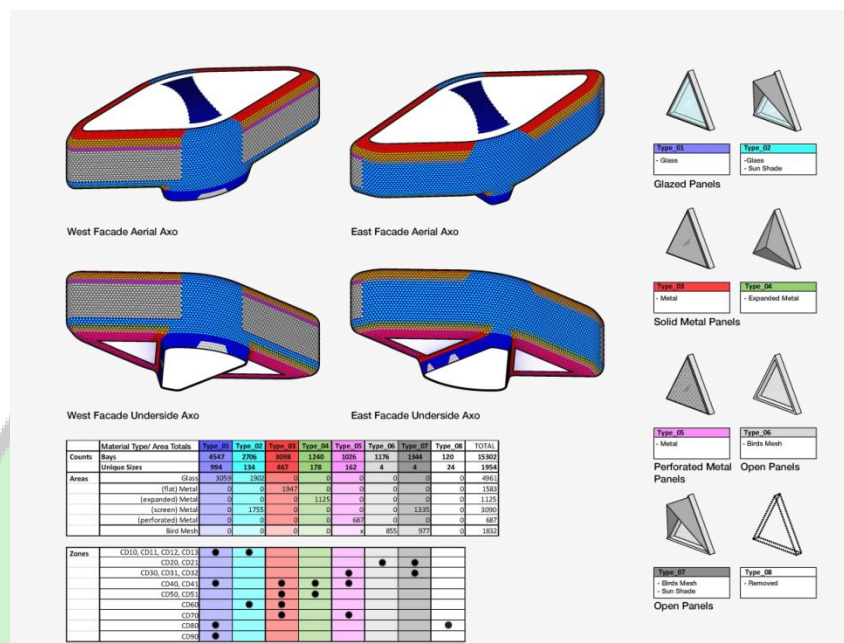 West Facade Aerial Axo
East Facade Aerial Axo
West Facade Underside Axo
East Facade Underside Axo
Type_01
- Glass
Type_02
-Glass
- Sun Shade
Glazed Panels
Type_03
- Metal
Type_04
- Expanded Metal
Solid Metal Panels
Type_05
- Metal
Type_06
- Birds Mesh
Perforated Metal Panels
Open Panels
Type_07
- Birds Mesh
- Sun Shade
Type_08
- Removed
Open Panels
Material Type/ Area Totals Type_01 Type_02 Type_03 Type_04 Type_05 Type_06 Type_07 Type_08 TOTAL
Counts Bays 4547 2706 3098 1240 1026 1176 1344 120 15302
Unique Sizes 994 134 467 178 162 4 4 24 1954
Areas Glass 3059 1902 0 0 0 0 0 0 4961
(flat) Metal 0 0 1947 0 0 0 0 0 1583
(expanded) Metal 0 0 0 1125 0 0 0 0 1125
(screen) Metal 0 1755 0 0 0 0 1335 0 3090
(perforated) Metal 0 0 0 0 687 0 0 0 687
Bird Mesh 0 0 0 0 x 855 977 0 1832
Zones CD10, CD11, CD12, CD13
CD20, CD21
CD30, CD31, CD32
CD40, CD41
CD50, CD51
CD60
CD70
CD80
CD90